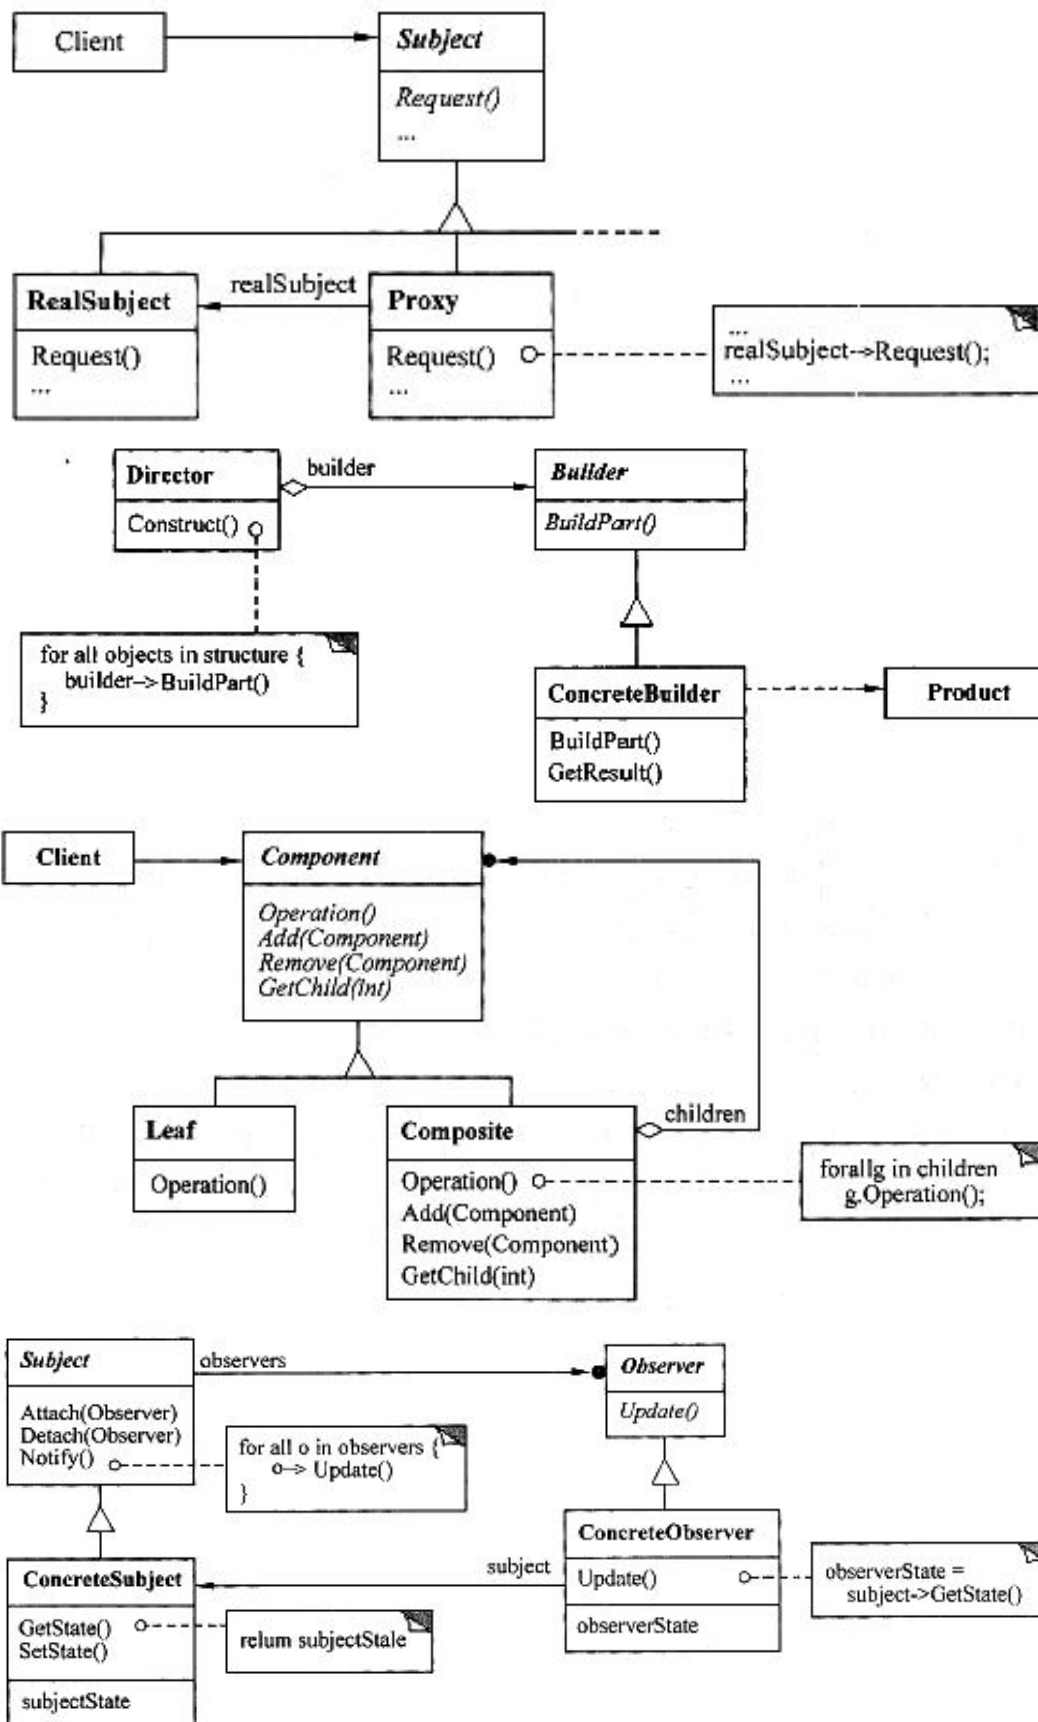 Client
Subject
Request()
...
RealSubject
Request()
...
realSubject
Proxy
Request()
...
...
realSubject->Request();
...
Director
Construct()
builder
Builder
BuildPart()
for all objects in structure {
builder->BuildPart()
}
ConcreteBuilder
BuildPart()
GetResult()
Product
Client
Component
Operation()
Add(Component)
Remove(Component)
GetChild(int)
Leaf
Operation()
Composite
Operation()
Add(Component)
Remove(Component)
GetChild(int)
children
forallg in children
g.Operation();
Subject
Attach(Observer)
Detach(Observer)
Notify()
observers
Observer
Update()
for all o in observers {
o-> Update()
}
ConcreteSubject
GetState()
SetState()
subjectState
relum subjectStale
subject
ConcreteObserver
Update()
observerState
observerState =
subject->GetState()